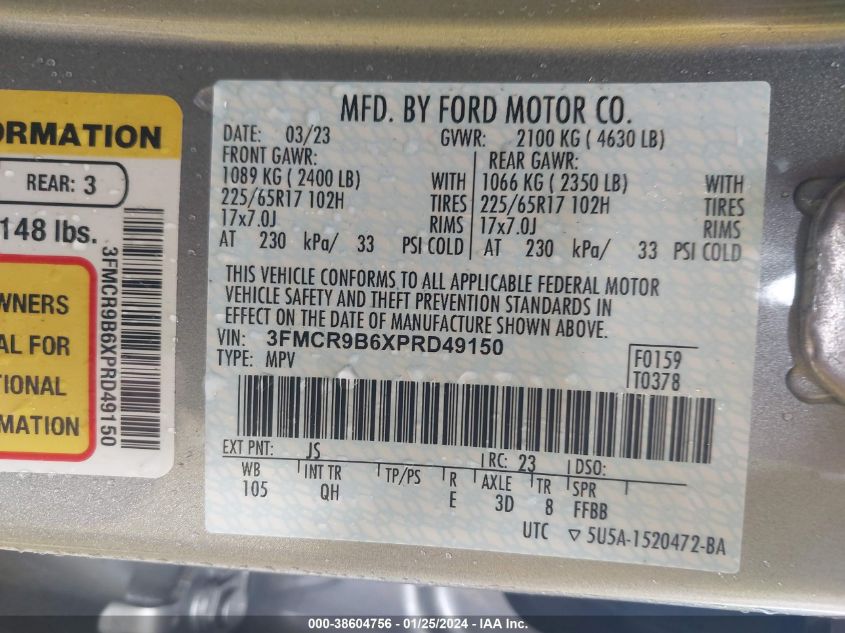 ORMATION
REAR: 3
148 lbs.
WNERS
AL FOR
TIONAL
MATION
3FMCR9B6XPRD49150
MFD. BY FORD MOTOR CO.
DATE: 03/23 GVWR: 2100 KG ( 4630 LB)
FRONT GAWR: REAR GAWR:
1089 KG ( 2400 LB) WITH 1066 KG ( 2350 LB) WITH
225/65R17 102H TIRES 225/65R17 102H TIRES
17x7.0J RIMS 17x7.0J RIMS
AT 230 kPa/ 33 PSI COLD AT 230 kPa/ 33 PSI COLD
THIS VEHICLE CONFORMS TO ALL APPLICABLE FEDERAL MOTOR
VEHICLE SAFETY AND THEFT PREVENTION STANDARDS IN
EFFECT ON THE DATE OF MANUFACTURE SHOWN ABOVE.
VIN: 3FMCR9B6XPRD49150
TYPE: MPV
F0159
T0378
EXT PNT: JS RC: 23 DSO:
WB INT TR TP/PS R AXLE TR SPR
105 QH E 3D 8 FFBB
UTC ▽ 5U5A-1520472-BA
000-38604756 — 01/25/2024 — IAA, Inc.